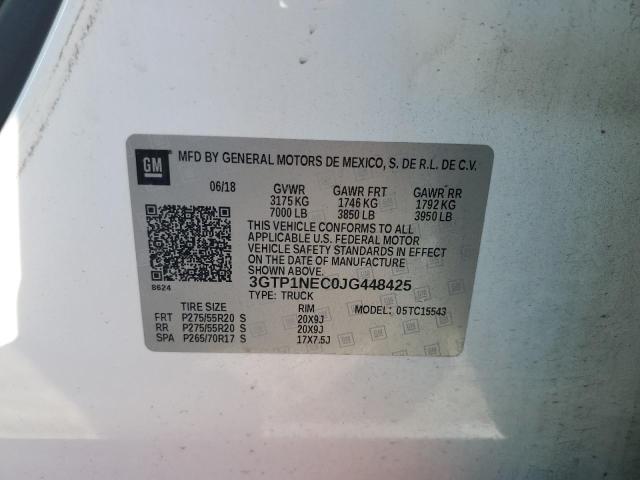 GM MFD BY GENERAL MOTORS DE MEXICO, S. DE R.L. DE C.V.
06/18 GVWR GAWR FRT GAWR RR
3175 KG 1746 KG 1792 KG
7000 LB 3850 LB 3950 LB
THIS VEHICLE CONFORMS TO ALL
APPLICABLE U.S. FEDERAL MOTOR
VEHICLE SAFETY STANDARDS IN EFFECT
ON THE DATE OF MANUFACTURE
SHOWN ABOVE.
8624 3GTP1NEC0JG448425
TYPE: TRUCK
TIRE SIZE RIM MODEL: 05TC15543
FRT P275/55R20 S 20X9J
RR P275/55R20 S 20X9J
SPA P265/70R17 S 17X7.5J